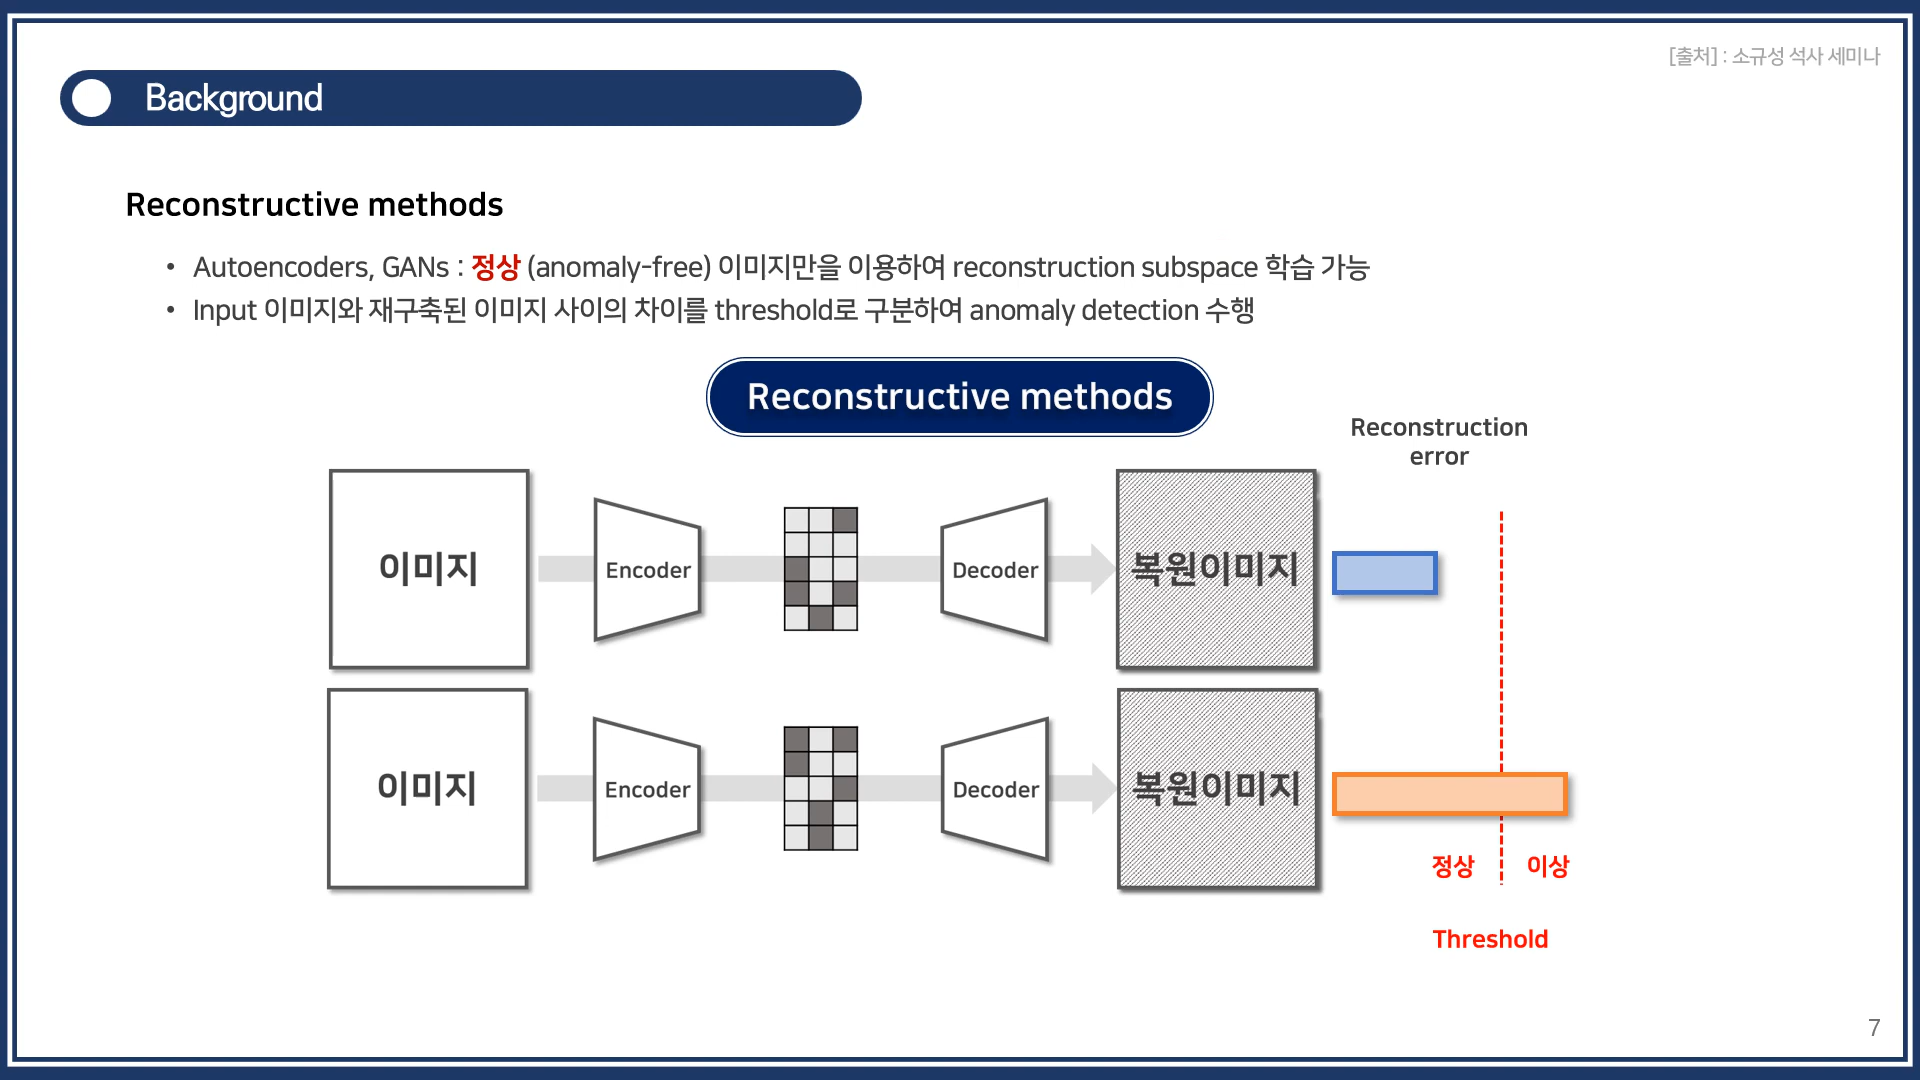 [출처] : 소규성 석사 세미나
Background
Reconstructive methods
• Autoencoders, GANs : 정상 (anomaly-free) 이미지만을 이용하여 reconstruction subspace 학습 가능
• Input 이미지와 재구축된 이미지 사이의 차이를 threshold로 구분하여 anomaly detection 수행
Reconstructive methods
Reconstruction
error
이미지
Encoder
Decoder
복원이미지
이미지
Encoder
Decoder
복원이미지
정상
이상
Threshold
7